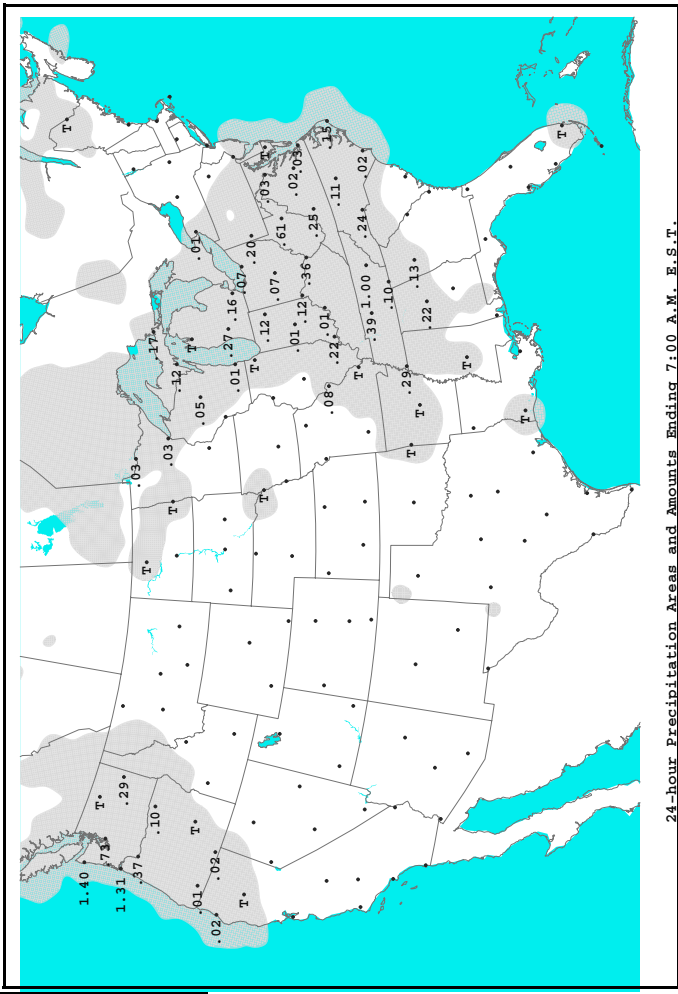 T
1.40
T
.73
1.31
.29
.03
.37
T
.17
.10
.03
T
.12
T
T
.01
.01
.05
.02
.02
.27
.16
.01
.07
T
.20
T
.12
T
T
.03
.07
.61
.02
.01
.03
.12
.36
.25
.01
.15
.08
.22
.11
T
.24
.02
1.00
.39
.10
.29
T
.13
T
.22
T
T
T
24-hour Precipitation Areas and Amounts Ending 7:00 A.M. E.S.T.